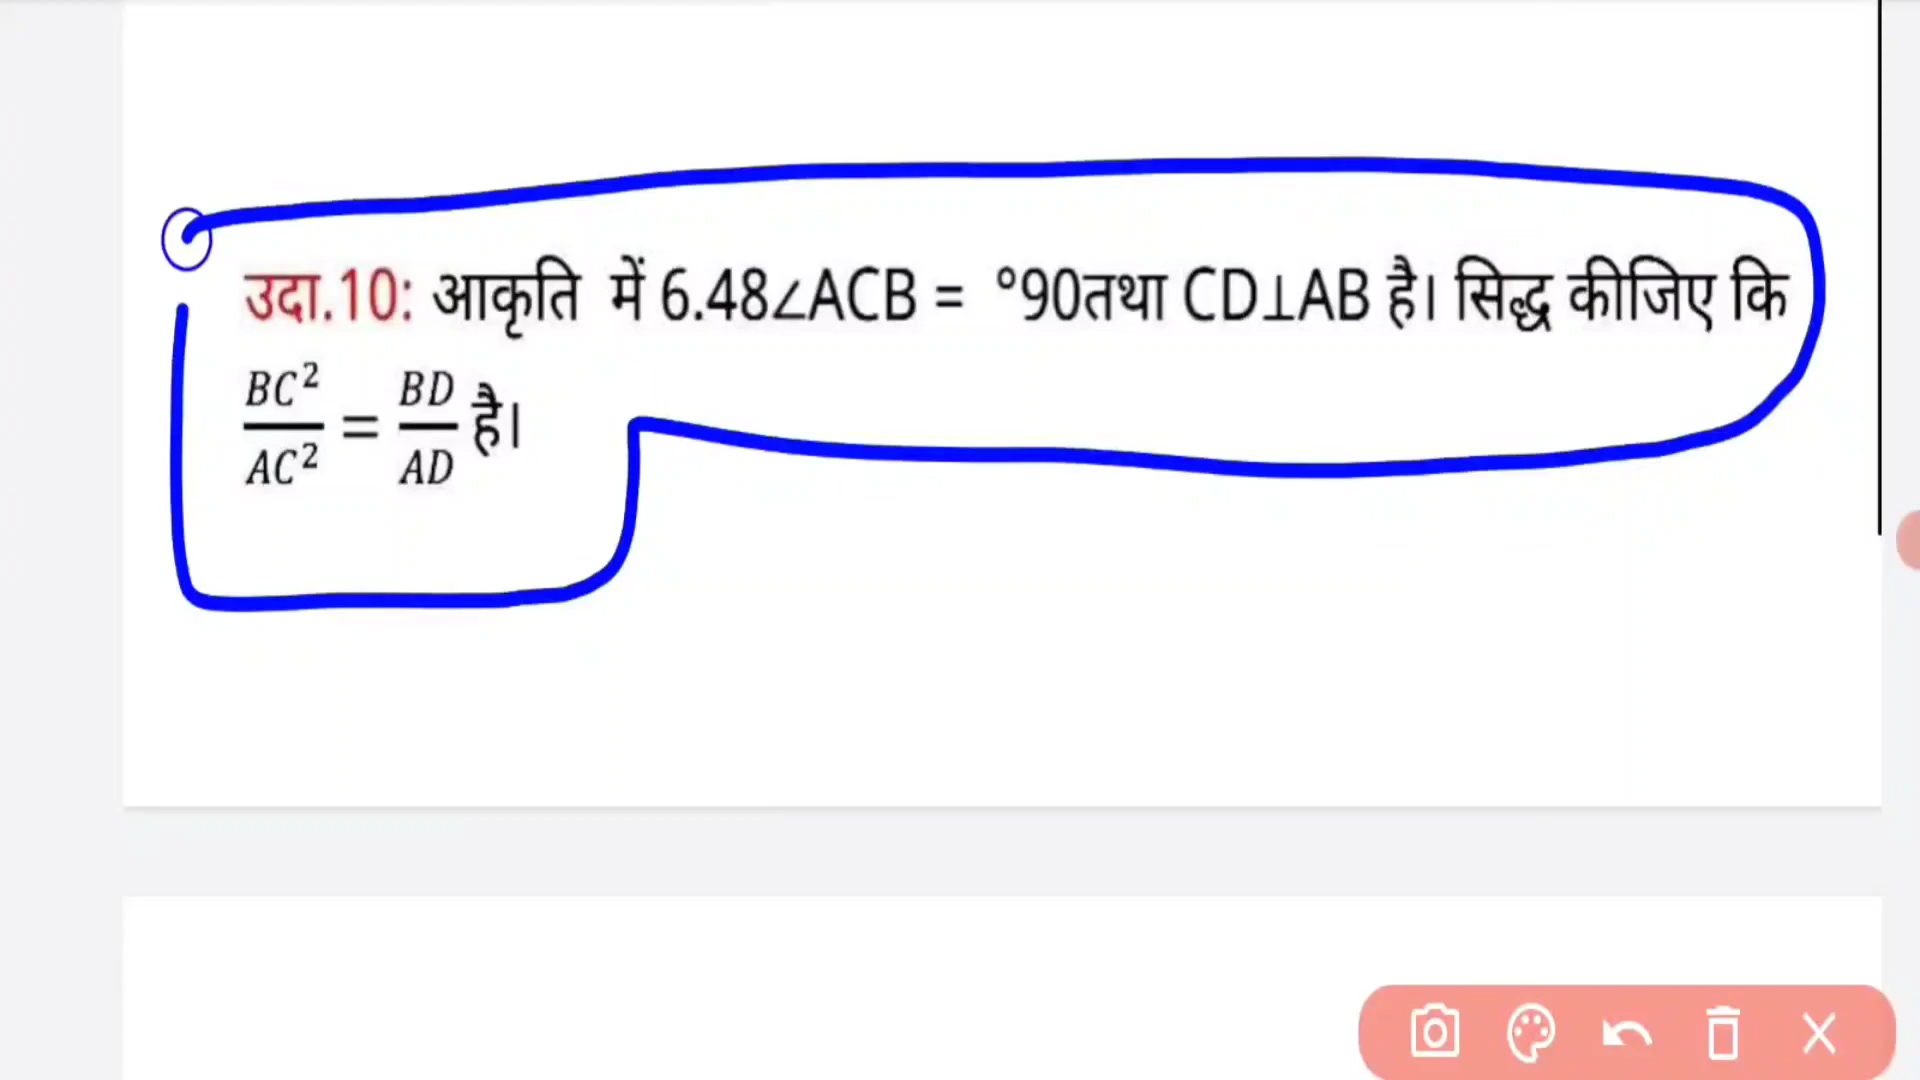 उदा.10: आकृति में 6.48∠ACB = °90तथा CD⊥AB है। सिद्ध कीजिए कि
BC²/AC² = BD/AD है।